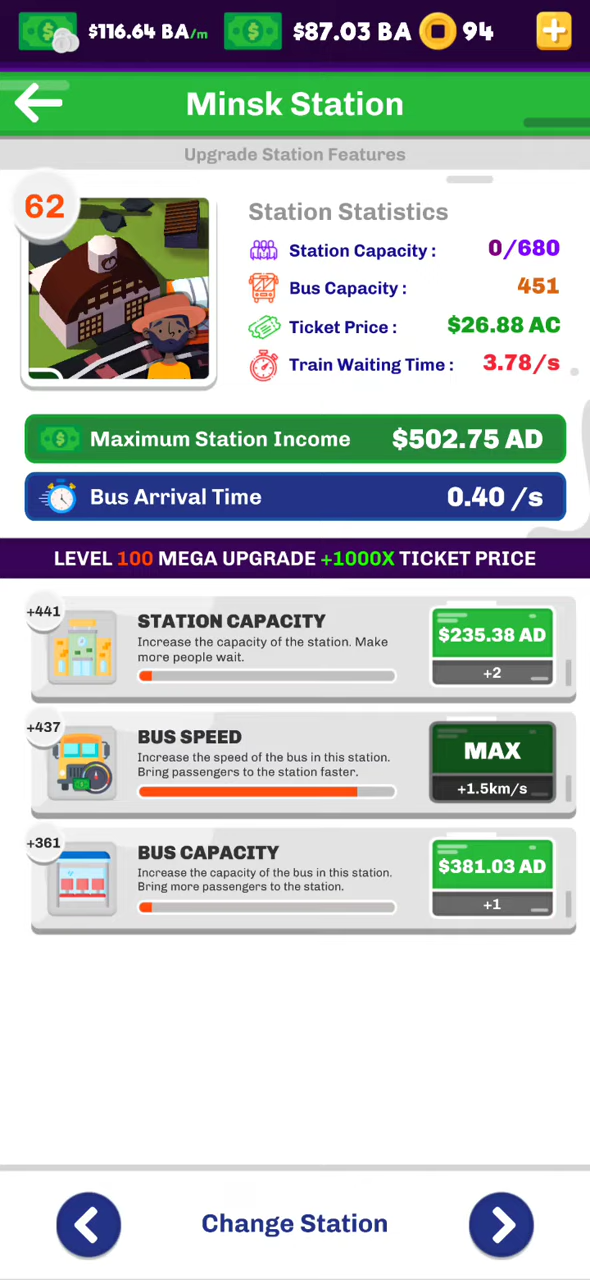 $116.64 BA/m $87.03 BA 94
Minsk Station
Upgrade Station Features
62
Station Statistics
Station Capacity : 0/680
Bus Capacity : 451
Ticket Price : $26.88 AC
Train Waiting Time : 3.78/s
Maximum Station Income $502.75 AD
Bus Arrival Time 0.40 /s
LEVEL 100 MEGA UPGRADE +1000X TICKET PRICE
+441
STATION CAPACITY
Increase the capacity of the station. Make
more people wait.
$235.38 AD
+2
+437
BUS SPEED
Increase the speed of the bus in this station.
Bring passengers to the station faster.
MAX
+1.5km/s
+361
BUS CAPACITY
Increase the capacity of the bus in this station.
Bring more passengers to the station.
$381.03 AD
+1
Change Station